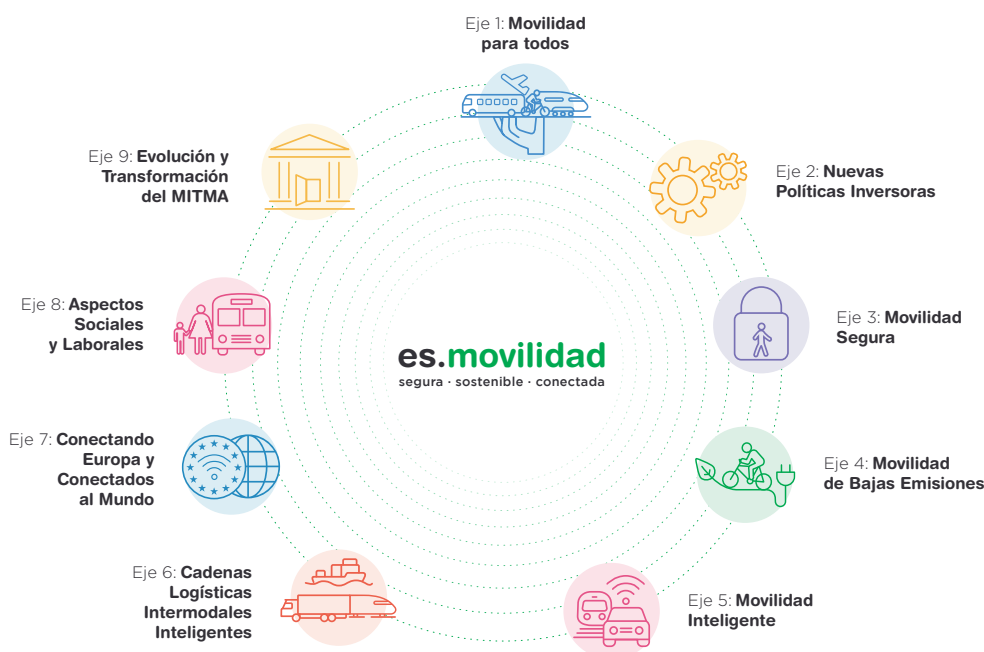 Eje 1: Movilidad
para todos
Eje 2: Nuevas
Políticas Inversoras
Eje 3: Movilidad
Segura
Eje 4: Movilidad
de Bajas Emisiones
Eje 5: Movilidad
Inteligente
Eje 6: Cadenas
Logísticas
Intermodales
Inteligentes
Eje 7: Conectando
Europa y
Conectados
al Mundo
Eje 8: Aspectos
Sociales
y Laborales
Eje 9: Evolución y
Transformación
del MITMA
es.movilidad
segura · sostenible · conectada